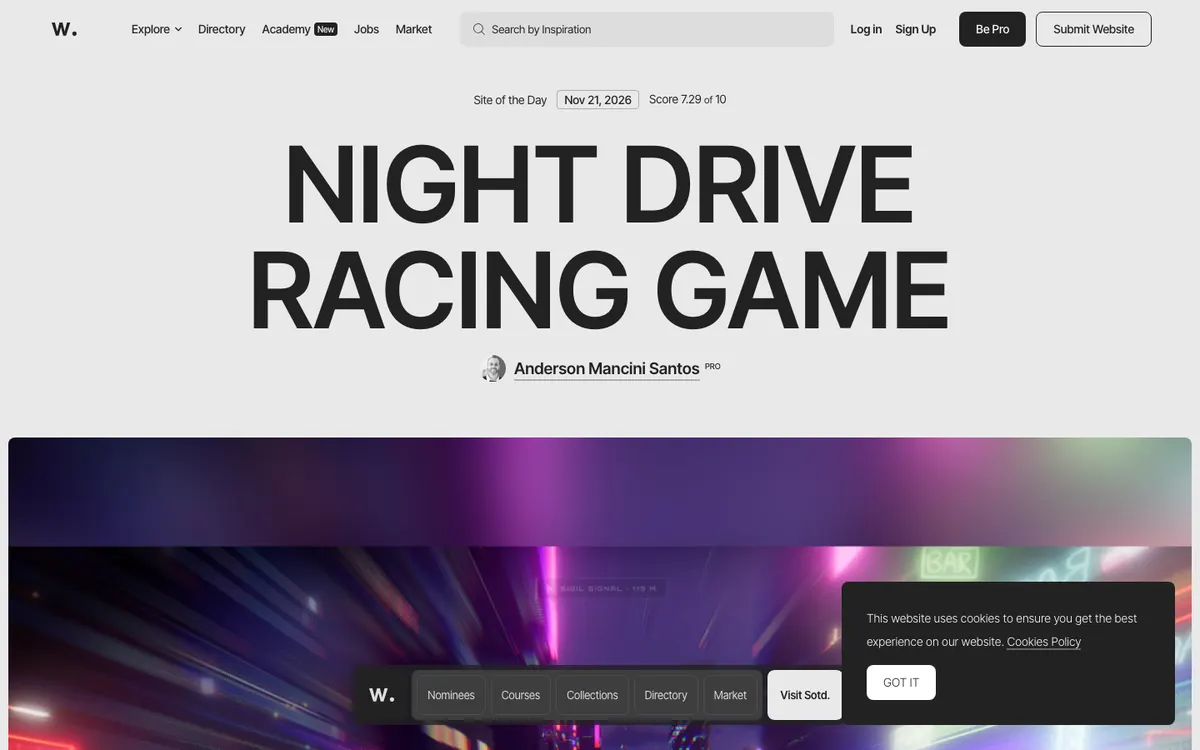 W.
Explore
Directory
Academy New
Jobs
Market
Search by Inspiration
Log in
Sign Up
Be Pro
Submit Website
Site of the Day Nov 21, 2026 Score 7.29 of 10
NIGHT DRIVE
RACING GAME
Anderson Mancini Santos PRO
BAR
SIGNAL · 119 M
This website uses cookies to ensure you get the best
experience on our website. Cookies Policy
GOT IT
W.
Nominees
Courses
Collections
Directory
Market
Visit Sotd.